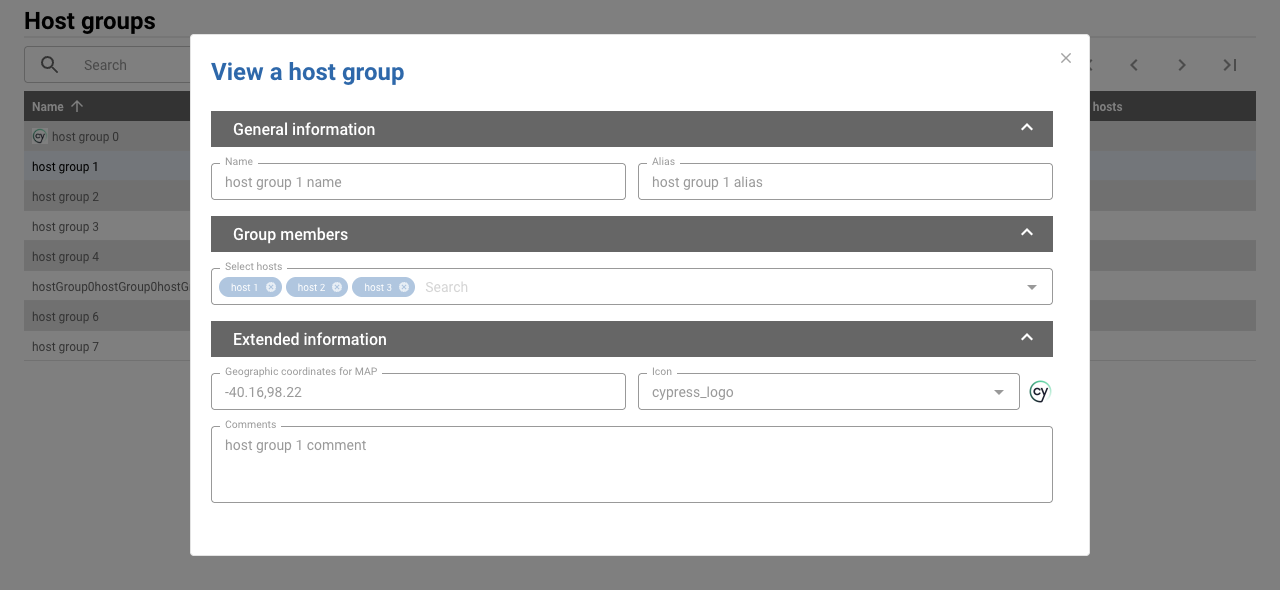 Host groups
Search
Name
hosts
host group 0
host group 1
host group 2
host group 3
host group 4
hostGroup0hostGroup0hostG
host group 6
host group 7
View a host group
General information
Name
host group 1 name
Alias
host group 1 alias
Group members
Select hosts
host 1 host 2 host 3 Search
Extended information
Geographic coordinates for MAP
-40.16,98.22
Icon
cypress_logo
cy
Comments
host group 1 comment